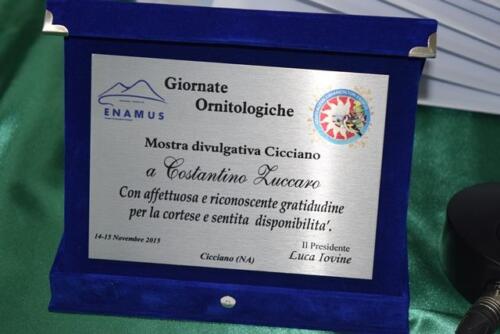 Giornate
Ornitologiche
ENAMUS
Mostra divulgativa Cicciano
a Costantino Zuccaro
Con affettuosa e riconoscente gratidudine
per la cortese e sentita disponibilita'.
14-15 Novembre 2015
Cicciano (NA)
Il Presidente
Luca Iovine